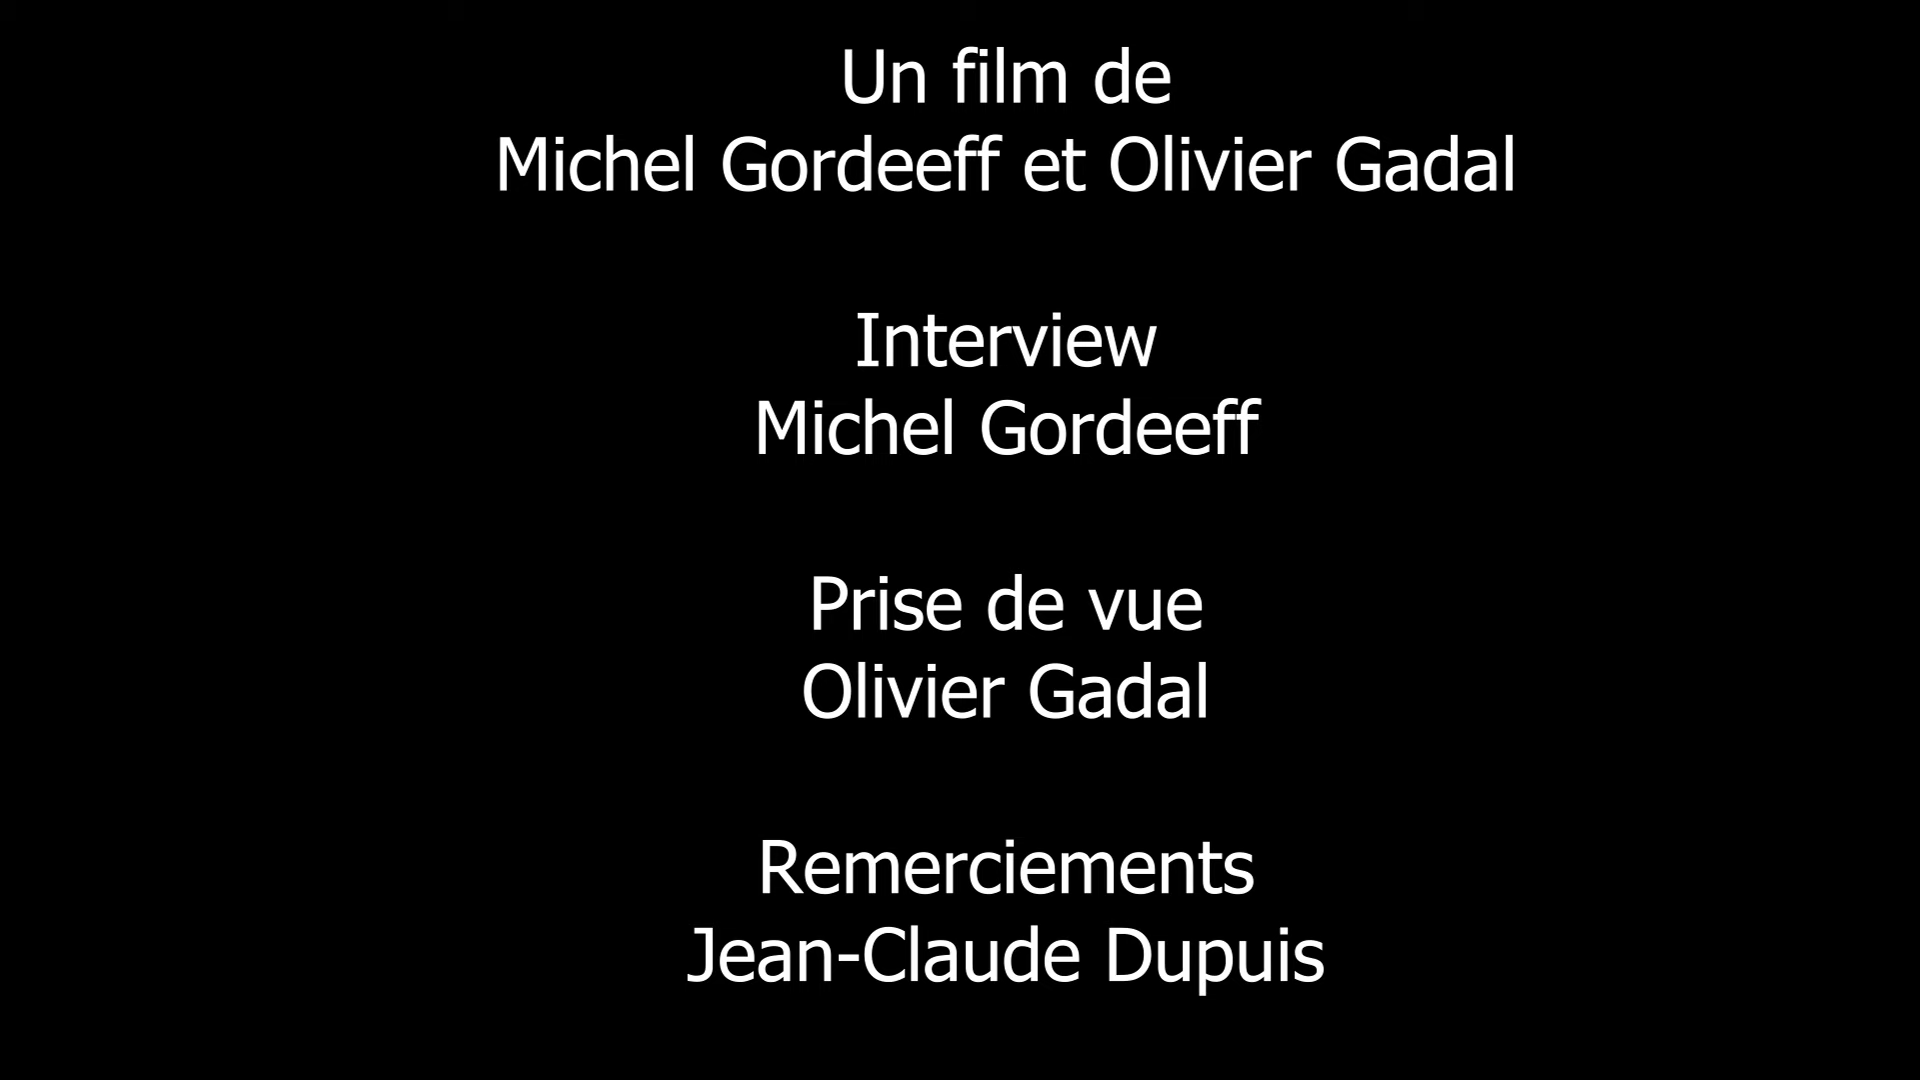 Un film de
Michel Gordeeff et Olivier Gadal
Interview
Michel Gordeeff
Prise de vue
Olivier Gadal
Remerciements
Jean-Claude Dupuis